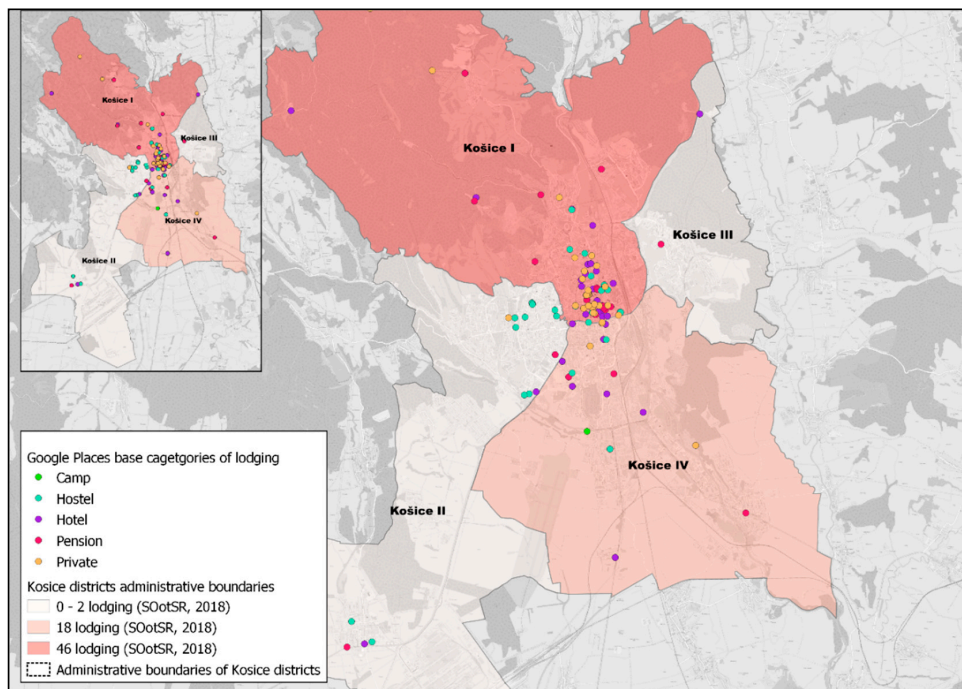 Košice I
Košice III
Košice IV
Košice II
Košice I
Košice III
Košice IV
Košice II
Google Places base cagetgories of lodging
Camp
Hostel
Hotel
Pension
Private
Kosice districts administrative boundaries
0 - 2 lodging (SOotSR, 2018)
18 lodging (SOotSR, 2018)
46 lodging (SOotSR, 2018)
Administrative boundaries of Kosice districts